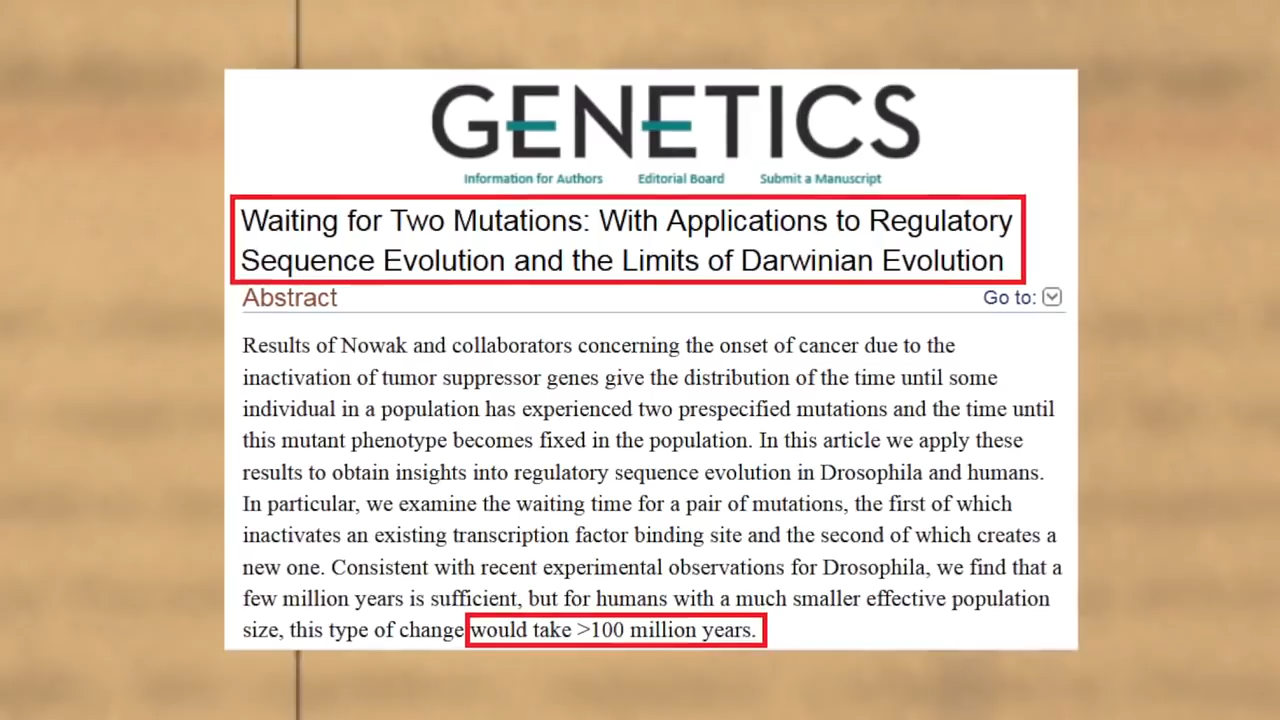 GENETICS
Information for Authors Editorial Board Submit a Manuscript
Waiting for Two Mutations: With Applications to Regulatory
Sequence Evolution and the Limits of Darwinian Evolution
Abstract Go to:
Results of Nowak and collaborators concerning the onset of cancer due to the
inactivation of tumor suppressor genes give the distribution of the time until some
individual in a population has experienced two prespecified mutations and the time until
this mutant phenotype becomes fixed in the population. In this article we apply these
results to obtain insights into regulatory sequence evolution in Drosophila and humans.
In particular, we examine the waiting time for a pair of mutations, the first of which
inactivates an existing transcription factor binding site and the second of which creates a
new one. Consistent with recent experimental observations for Drosophila, we find that a
few million years is sufficient, but for humans with a much smaller effective population
size, this type of change would take >100 million years.